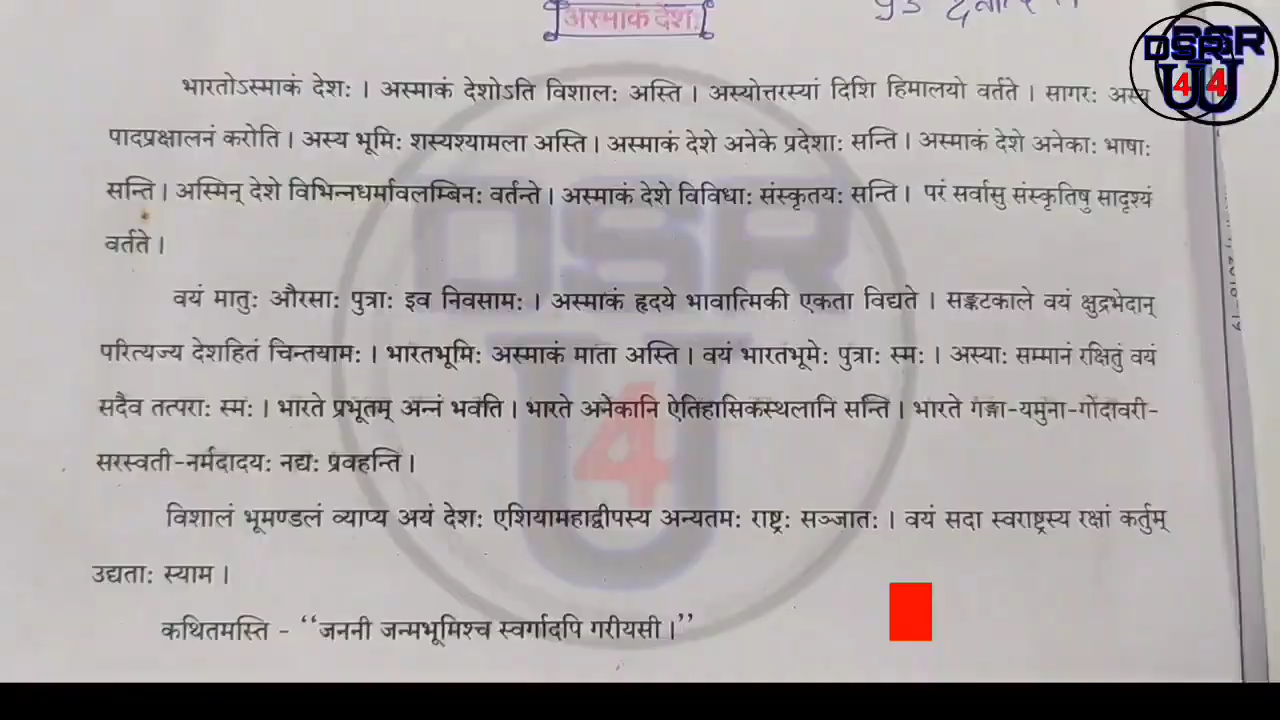 अस्माकं देश:
DSSR
U
4
भारतोऽस्माकं देश: । अस्माकं देशोऽति विशाल: अस्ति । अस्योत्तरस्यां दिशि हिमालयो वर्तते । सागर: अस्य
पादप्रक्षालनं करोति । अस्य भूमि: शस्यश्यामला अस्ति । अस्माकं देशे अनेके प्रदेशा: सन्ति । अस्माकं देशे अनेका: भाषा:
सन्ति । अस्मिन् देशे विभिन्नधर्मावलम्बिन: वर्तन्ते । अस्माकं देशे विविधा: संस्कृतय: सन्ति । परं सर्वासु संस्कृतिषु सादृश्यं
वर्तते ।
वयं मातु: औरसा: पुत्रा: इव निवसाम: । अस्माकं हृदये भावात्मिकी एकता विद्यते । सङ्कटकाले वयं क्षुद्रभेदान्
परित्यज्य देशहितं चिन्तयाम: । भारतभूमि: अस्माकं माता अस्ति । वयं भारतभूमे: पुत्रा: स्म: । अस्या: सम्मानं रक्षितुं वयं
सदैव तत्परा: स्म: । भारते प्रभूतम् अन्नं भवति । भारते अनेकानि ऐतिहासिकस्थलानि सन्ति । भारते गङ्गा-यमुना-गोदावरी-
सरस्वती-नर्मदादय: नद्य: प्रवहन्ति ।
विशालं भूमण्डलं व्याप्य अयं देश: एशियामहाद्वीपस्य अन्यतम: राष्ट्र: सञ्जात: । वयं सदा स्वराष्ट्रस्य रक्षां कर्तुम्
उद्यता: स्याम ।
कथितमस्ति - “जननी जन्मभूमिश्च स्वर्गादपि गरीयसी ।”